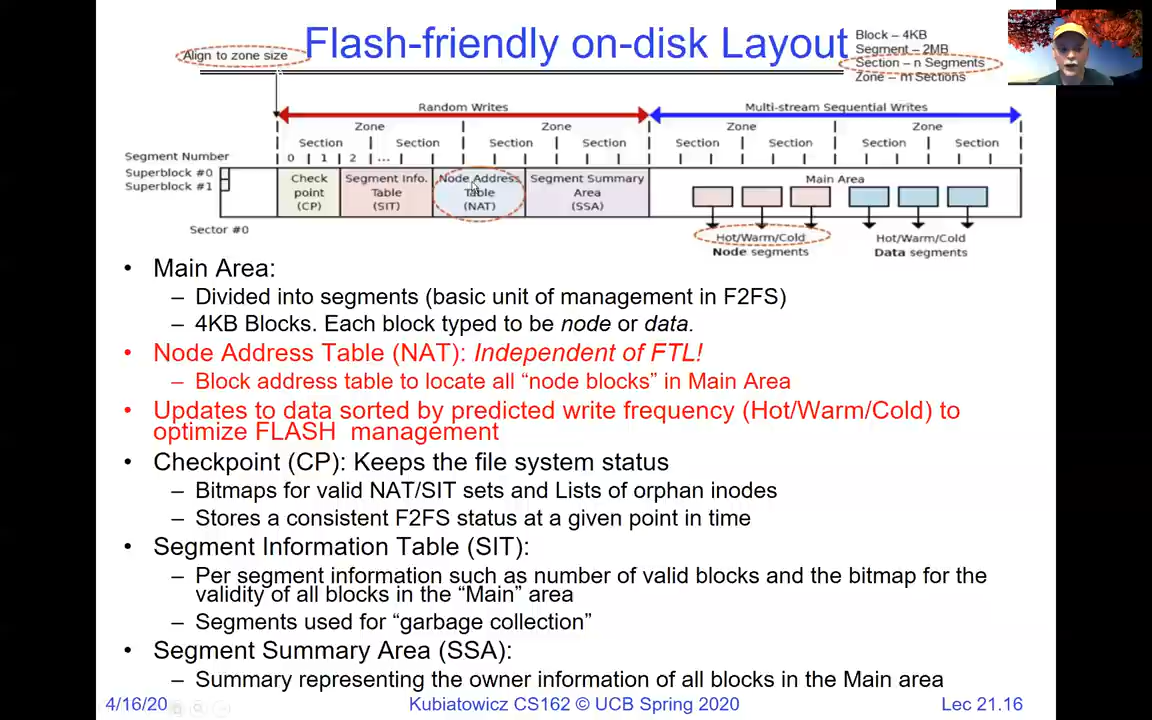 Flash-friendly on-disk Layout
Block – 4KB
Segment – 2MB
Section – n Segments
Zone – m Sections
Align to zone size
Random Writes
Multi-stream Sequential Writes
Zone Zone Zone Zone
Section Section Section Section Section Section Section
Segment Number 0 1 2 ...
Superblock #0
Superblock #1
Check point (CP)
Segment Info. Table (SIT)
Node Address Table (NAT)
Segment Summary Area (SSA)
Main Area
Sector #0
Hot/Warm/Cold
Node segments
Hot/Warm/Cold
Data segments
• Main Area:
– Divided into segments (basic unit of management in F2FS)
– 4KB Blocks. Each block typed to be node or data.
• Node Address Table (NAT): Independent of FTL!
– Block address table to locate all “node blocks” in Main Area
• Updates to data sorted by predicted write frequency (Hot/Warm/Cold) to
optimize FLASH management
• Checkpoint (CP): Keeps the file system status
– Bitmaps for valid NAT/SIT sets and Lists of orphan inodes
– Stores a consistent F2FS status at a given point in time
• Segment Information Table (SIT):
– Per segment information such as number of valid blocks and the bitmap for the
validity of all blocks in the “Main” area
– Segments used for “garbage collection”
• Segment Summary Area (SSA):
– Summary representing the owner information of all blocks in the Main area
4/16/20
Kubiatowicz CS162 © UCB Spring 2020
Lec 21.16